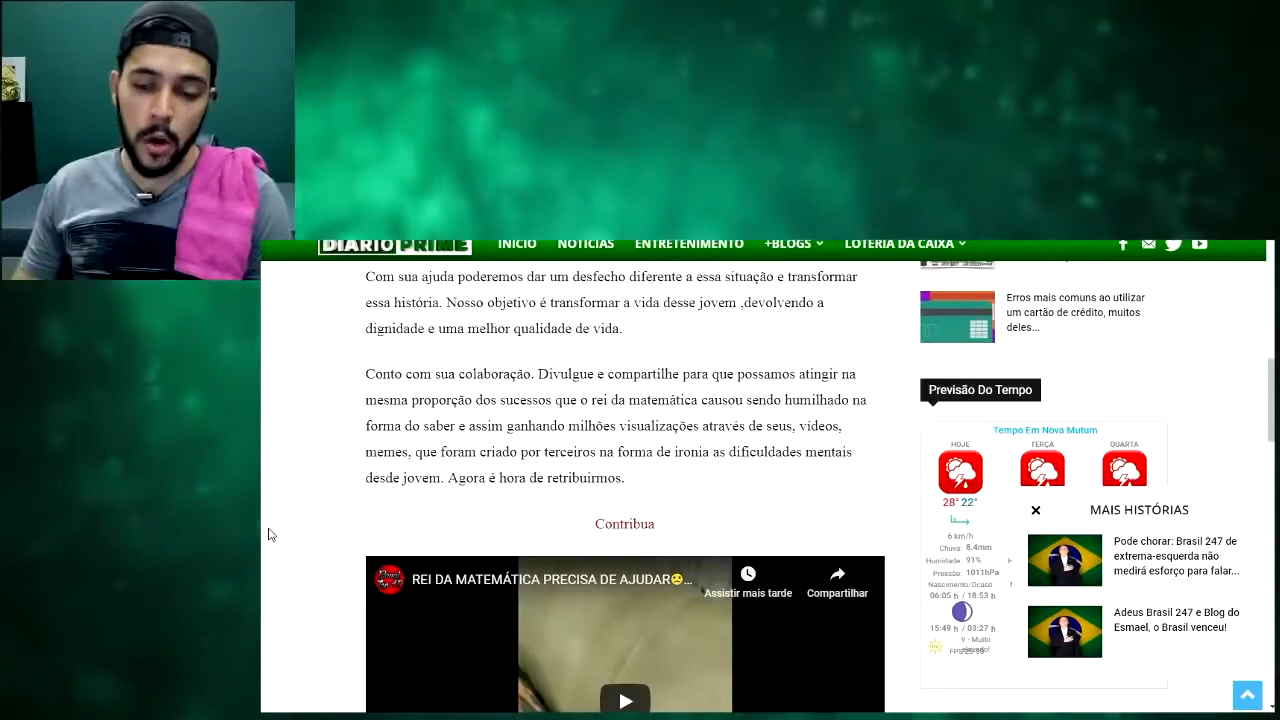 DIÁRIO PRIME
INÍCIO NOTÍCIAS ENTRETENIMENTO +BLOGS LOTERIA DA CAIXA
Com sua ajuda poderemos dar um desfecho diferente a essa situação e transformar
essa história. Nosso objetivo é transformar a vida desse jovem ,devolvendo a
dignidade e uma melhor qualidade de vida.
Conto com sua colaboração. Divulgue e compartilhe para que possamos atingir na
mesma proporção dos sucessos que o rei da matemática causou sendo humilhado na
forma do saber e assim ganhando milhões visualizações através de seus, vídeos,
memes, que foram criado por terceiros na forma de ironia as dificuldades mentais
desde jovem. Agora é hora de retribuirmos.
Contribua
REI DA MATEMÁTICA PRECISA DE AJUDAR😢...
Assistir mais tarde
Compartilhar
Erros mais comuns ao utilizar
um cartão de crédito, muitos
deles...
Previsão Do Tempo
Tempo Em Nova Mutum
HOJE TERÇA QUARTA
28° 22°
6 km/h
Chuva: 8.4mm
Humidade: 91%
Pressão: 1011hPa
Nascimento/Ocaso
06:05 h / 18:53 h
15:49 h / 03:27 h
9 - Muito
MAIS HISTÓRIAS
Pode chorar: Brasil 247 de
extrema-esquerda não
medirá esforço para falar...
Adeus Brasil 247 e Blog do
Esmael, o Brasil venceu!